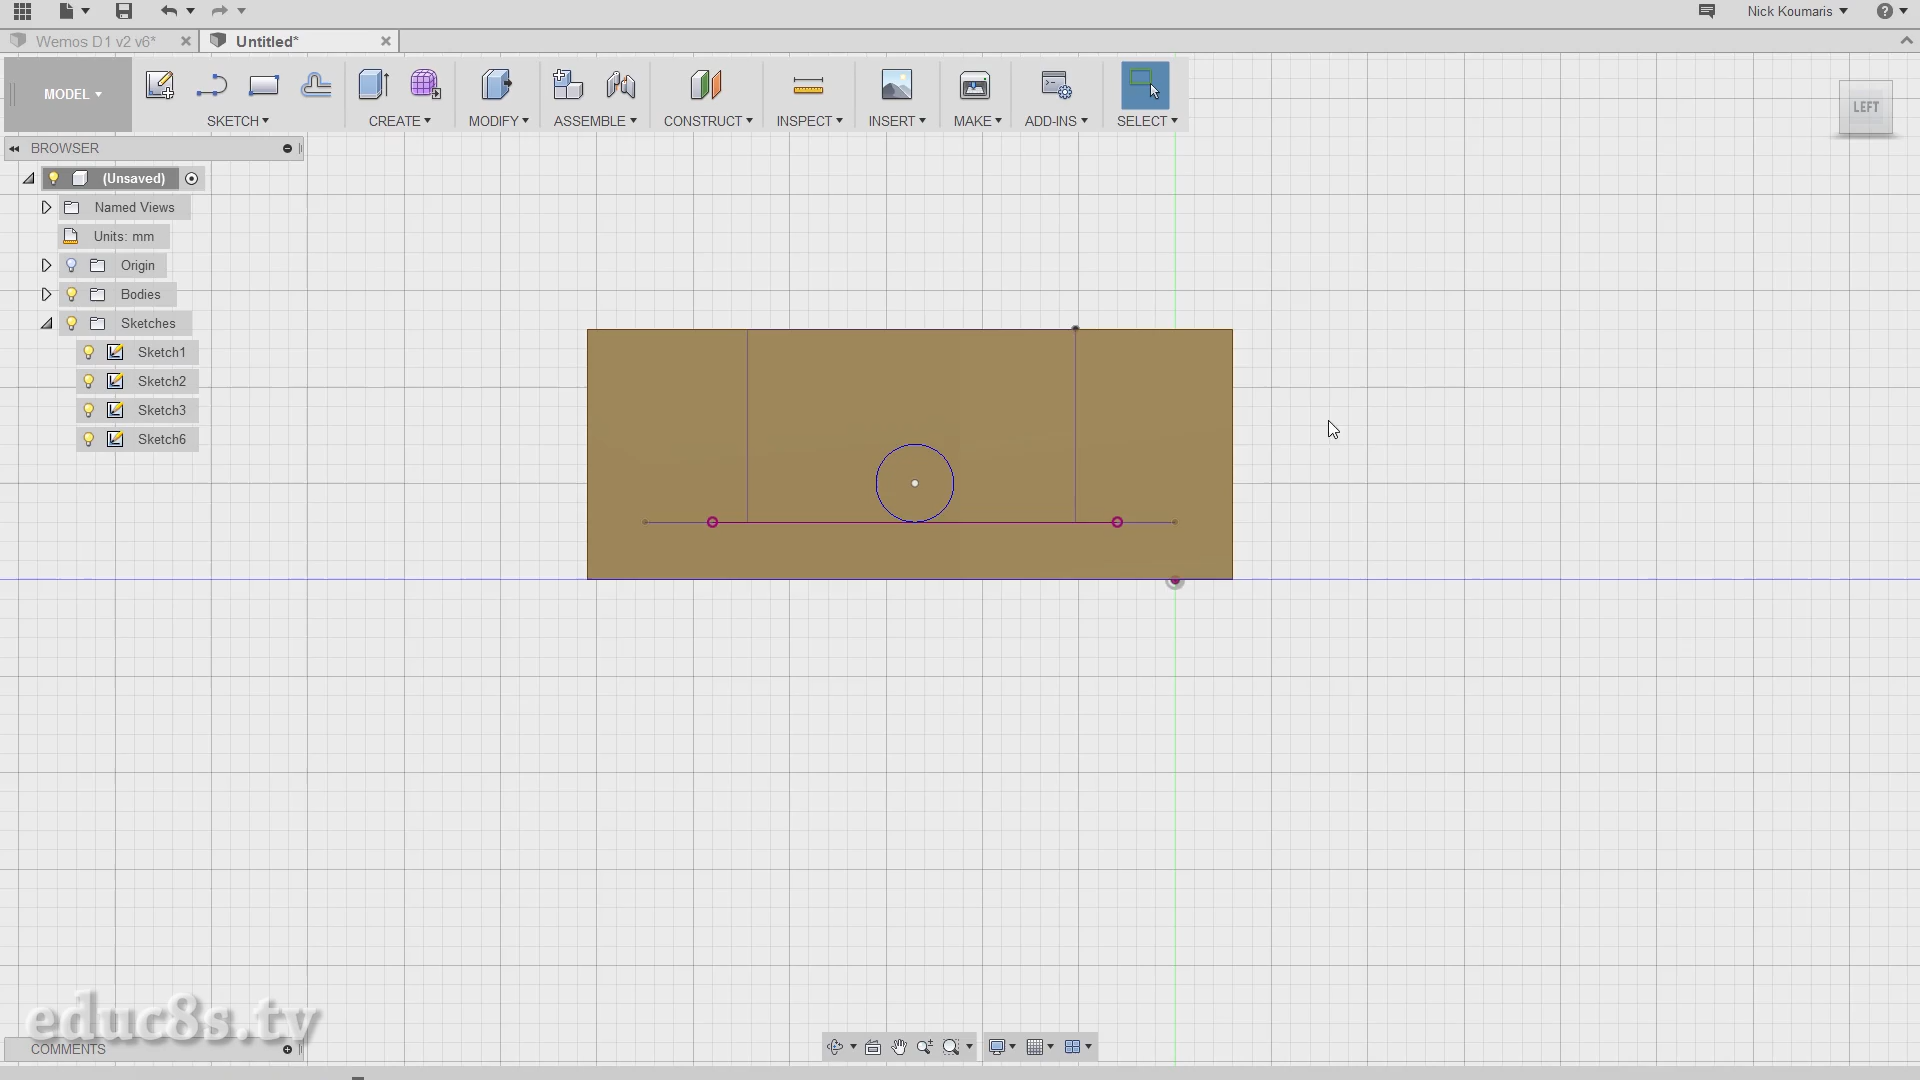 Nick Koumaris
Wemos D1 v2 v6*
Untitled*
MODEL
SKETCH
CREATE
MODIFY
ASSEMBLE
CONSTRUCT
INSPECT
INSERT
MAKE
ADD-INS
SELECT
LEFT
BROWSER
(Unsaved)
Named Views
Units: mm
Origin
Bodies
Sketches
Sketch1
Sketch2
Sketch3
Sketch6
educ8s.tv
COMMENTS